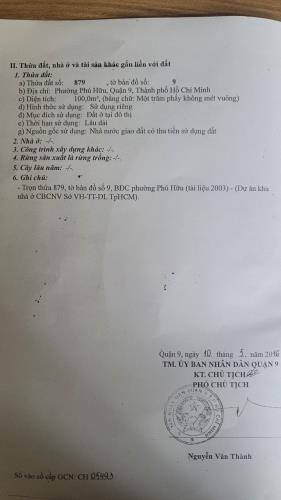 II. Thửa đất, nhà ở và tài sản khác gắn liền với đất
1. Thửa đất:
a) Thửa đất số: 879 , tờ bản đồ số: 9
b) Địa chỉ: Phường Phú Hữu, Quận 9, Thành phố Hồ Chí Minh
c) Diện tích: 100,0m², (bằng chữ: Một trăm phẩy không mét vuông)
d) Hình thức sử dụng: Sử dụng riêng
đ) Mục đích sử dụng: Đất ở tại đô thị
e) Thời hạn sử dụng: Lâu dài
g) Nguồn gốc sử dụng: Nhà nước giao đất có thu tiền sử dụng đất
2. Nhà ở: -/-.
3. Công trình xây dựng khác: -/-.
4. Rừng sản xuất là rừng trồng: -/-.
5. Cây lâu năm: -/-.
6. Ghi chú:
- Trọn thửa 879, tờ bản đồ số 9, BĐC phường Phú Hữu (tài liệu 2003) - (Dự án khu
nhà ở CBCNV Sở VH-TT-DL TpHCM).
Quận 9, ngày 10 tháng 5. năm 2016
TM. ỦY BAN NHÂN DÂN QUẬN 9
KT. CHỦ TỊCH
PHÓ CHỦ TỊCH
Nguyễn Văn Thành
Số vào sổ cấp GCN: CH 05493